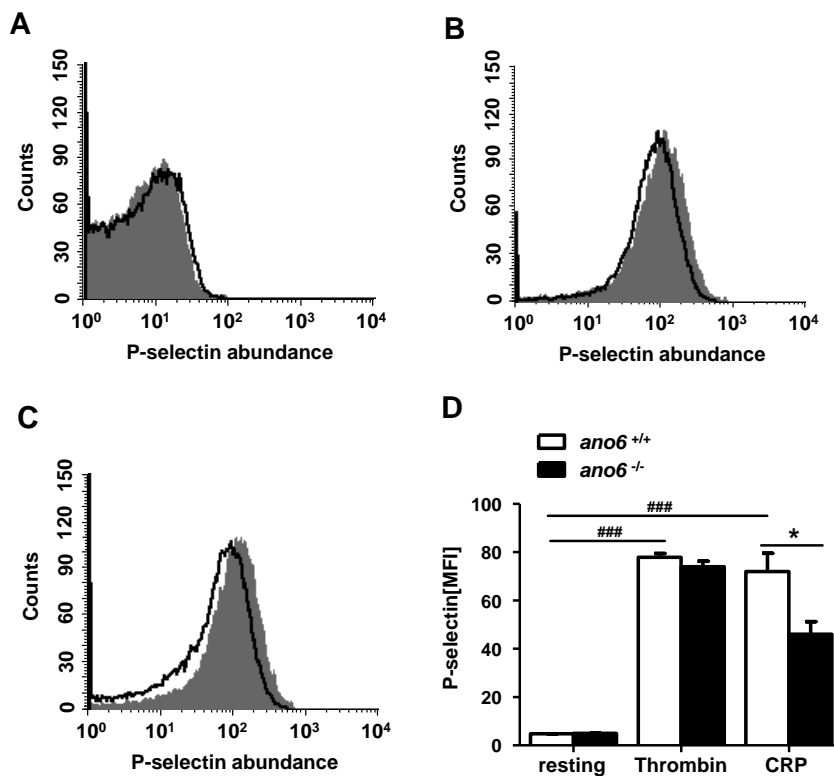 A
150
120
90
60
30
0
Counts
10⁰ 10¹ 10² 10³ 10⁴
P-selectin abundance
B
150
120
90
60
30
0
Counts
10⁰ 10¹ 10² 10³ 10⁴
P-selectin abundance
C
150
120
90
60
30
0
Counts
10⁰ 10¹ 10² 10³ 10⁴
P-selectin abundance
D
ano6 +/+
ano6 -/-
###
###
*
100
80
60
40
20
0
P-selectin[MFI]
resting Thrombin CRP